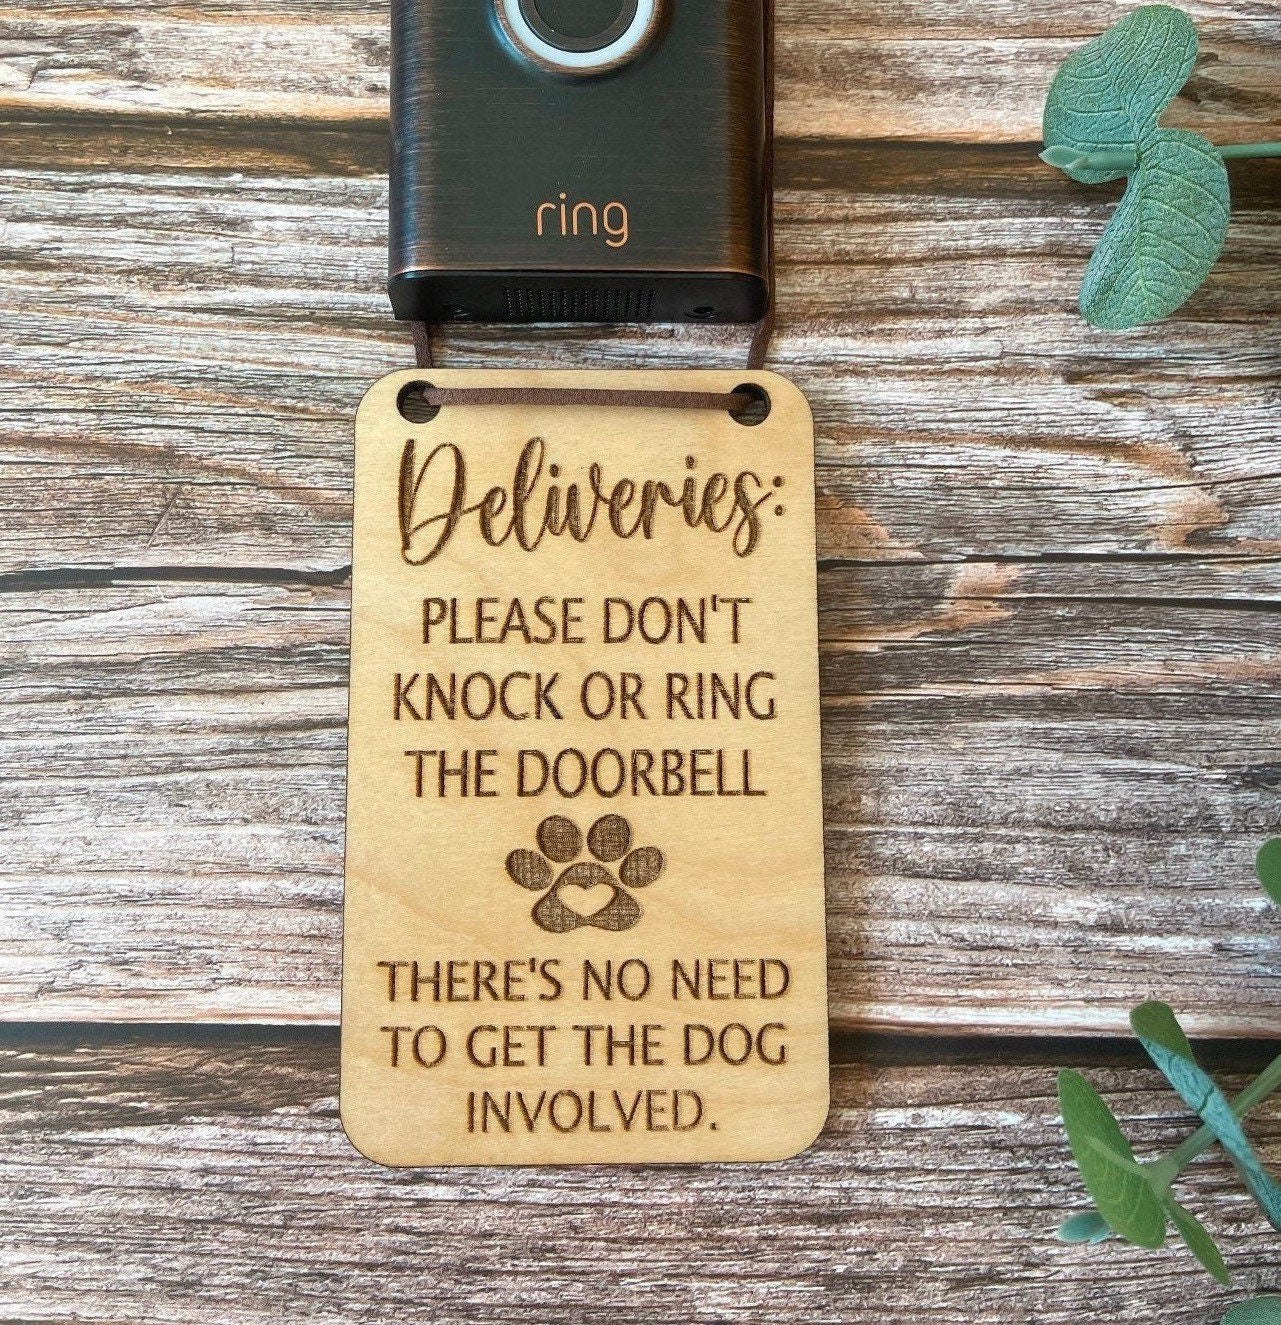 ring
Deliveries:
PLEASE DON'T
KNOCK OR RING
THE DOORBELL
THERE'S NO NEED
TO GET THE DOG
INVOLVED.